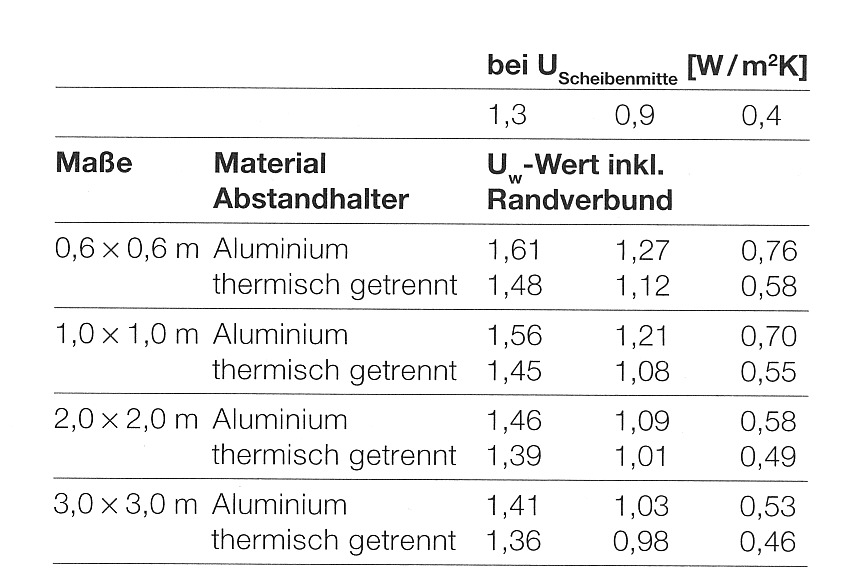 bei U Scheibenmitte [W/m²K]
1,3 0,9 0,4
Maße Material Abstandhalter U w -Wert inkl. Randverbund
0,6 × 0,6 m Aluminium 1,61 1,27 0,76
thermisch getrennt 1,48 1,12 0,58
1,0 × 1,0 m Aluminium 1,56 1,21 0,70
thermisch getrennt 1,45 1,08 0,55
2,0 × 2,0 m Aluminium 1,46 1,09 0,58
thermisch getrennt 1,39 1,01 0,49
3,0 × 3,0 m Aluminium 1,41 1,03 0,53
thermisch getrennt 1,36 0,98 0,46